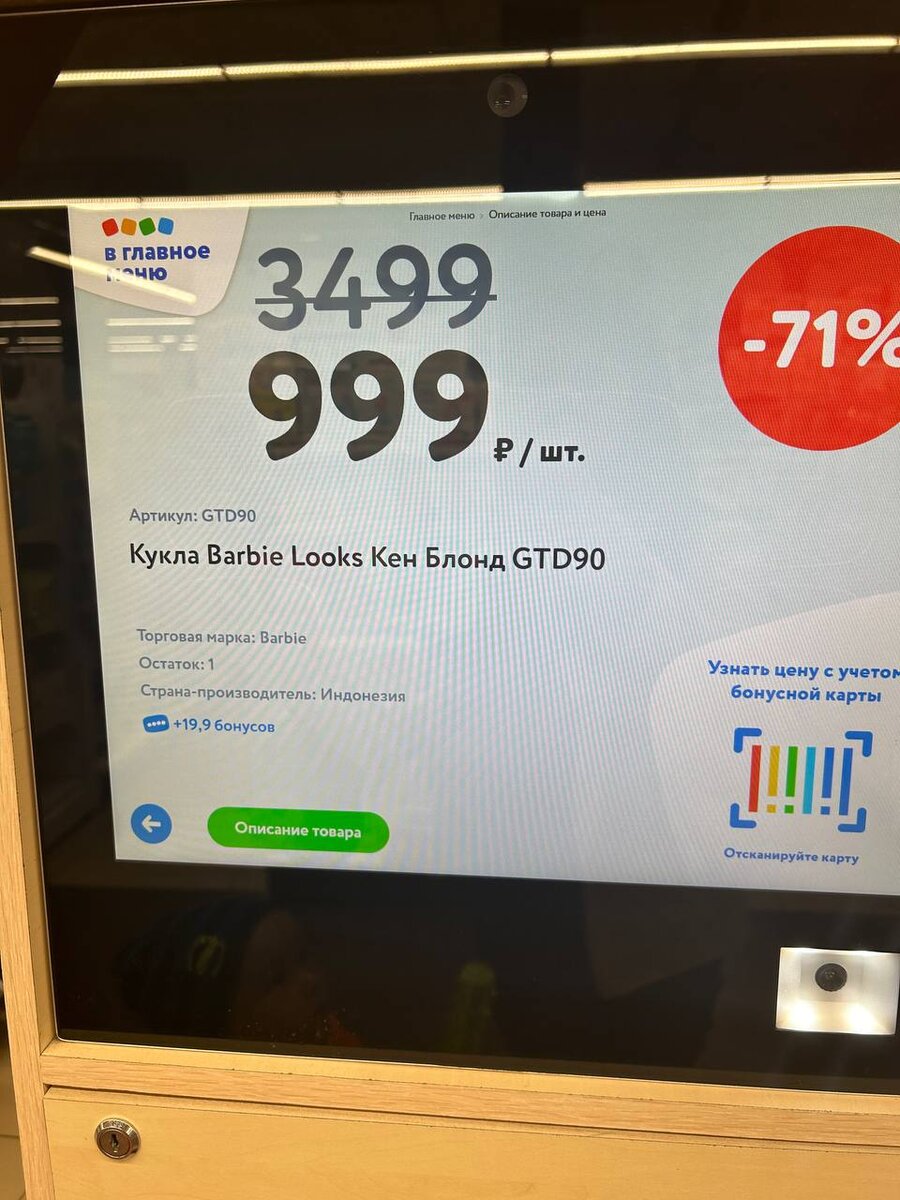 Главное меню › Описание товара и цена
в главное
меню
3499
999 ₽ / шт.
-71%
Артикул: GTD90
Кукла Barbie Looks Кен Блонд GTD90
Торговая марка: Barbie
Остаток: 1
Страна-производитель: Индонезия
+19,9 бонусов
Описание товара
Узнать цену с учетом
бонусной карты
Отсканируйте карту